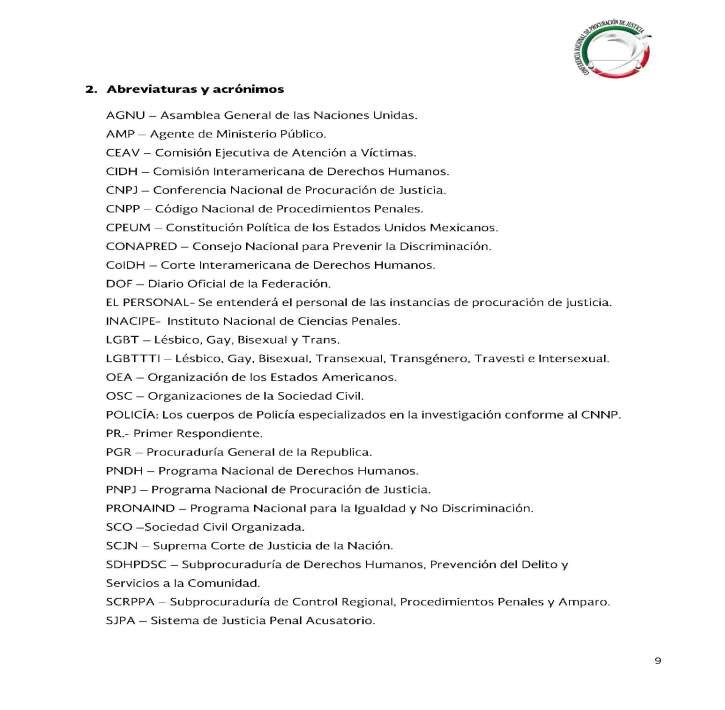 CONFERENCIA NACIONAL DE PROCURACIÓN DE JUSTICIA
2. Abreviaturas y acrónimos
AGNU – Asamblea General de las Naciones Unidas.
AMP – Agente de Ministerio Público.
CEAV – Comisión Ejecutiva de Atención a Víctimas.
CIDH – Comisión Interamericana de Derechos Humanos.
CNPJ – Conferencia Nacional de Procuración de Justicia.
CNPP – Código Nacional de Procedimientos Penales.
CPEUM – Constitución Política de los Estados Unidos Mexicanos.
CONAPRED – Consejo Nacional para Prevenir la Discriminación.
CoIDH – Corte Interamericana de Derechos Humanos.
DOF – Diario Oficial de la Federación.
EL PERSONAL- Se entenderá el personal de las instancias de procuración de justicia.
INACIPE- Instituto Nacional de Ciencias Penales.
LGBT – Lésbico, Gay, Bisexual y Trans.
LGBTTTI – Lésbico, Gay, Bisexual, Transexual, Transgénero, Travesti e Intersexual.
OEA – Organización de los Estados Americanos.
OSC – Organizaciones de la Sociedad Civil.
POLICÍA: Los cuerpos de Policía especializados en la investigación conforme al CNNP.
PR.- Primer Respondiente.
PGR – Procuraduría General de la Republica.
PNDH – Programa Nacional de Derechos Humanos.
PNPJ – Programa Nacional de Procuración de Justicia.
PRONAIND – Programa Nacional para la Igualdad y No Discriminación.
SCO –Sociedad Civil Organizada.
SCJN – Suprema Corte de Justicia de la Nación.
SDHPDSC – Subprocuraduría de Derechos Humanos, Prevención del Delito y
Servicios a la Comunidad.
SCRPPA – Subprocuraduría de Control Regional, Procedimientos Penales y Amparo.
SJPA – Sistema de Justicia Penal Acusatorio.
9